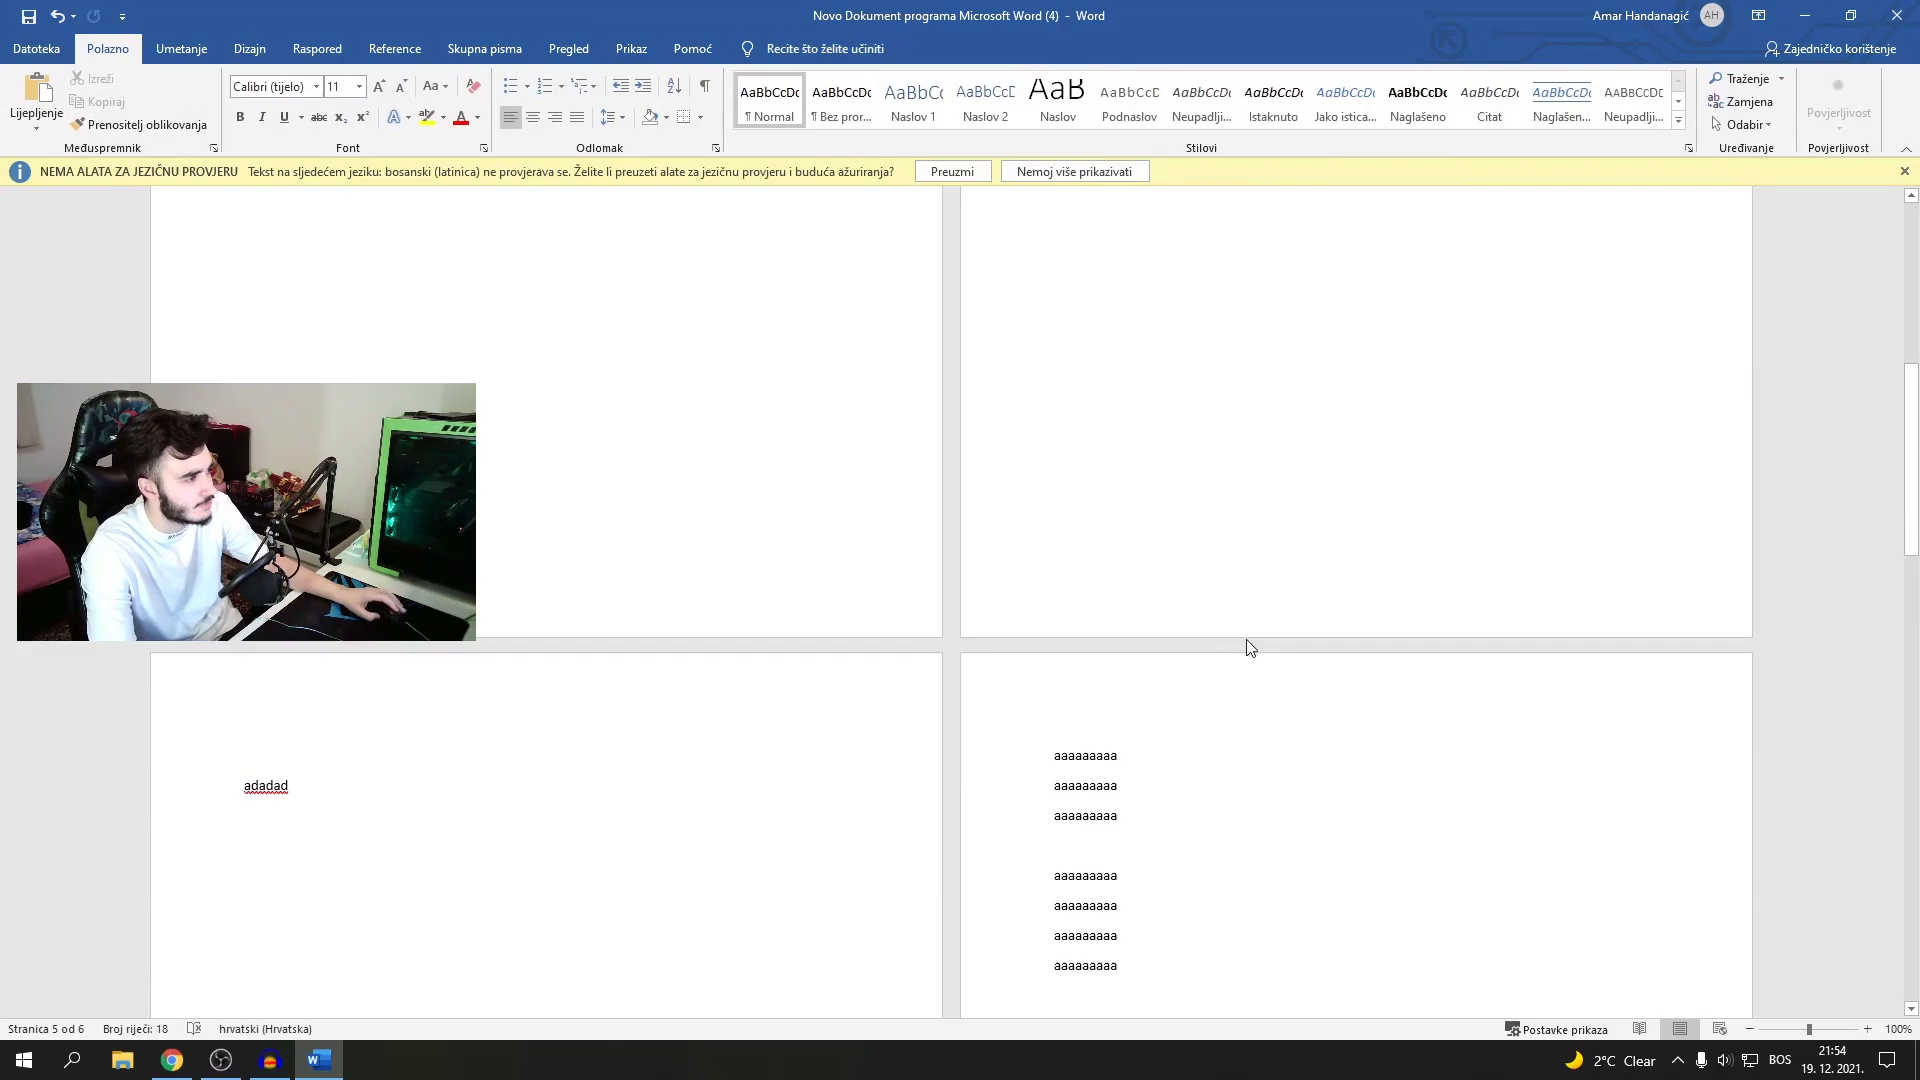 Novo Dokument programa Microsoft Word (4) - Word
Amar Handanagić AH
Datoteka Polazno Umetanje Dizajn Raspored Reference Skupna pisma Pregled Prikaz Pomoć Recite što želite učiniti Zajedničko korištenje
Lijepljenje
Izreži
Kopiraj
Prenositelj oblikovanja
Međuspremnik
Calibri (tijelo) 11
Font
Odlomak
AaBbCcDc AaBbCcDc AaBbCc AaBbCcD AaB AaBbCcD AaBbCcDc AaBbCcDc AaBbCcDc AaBbCcDc AaBbCcDc AaBbCcDc AABBCCDE
¶ Normal ¶ Bez pror... Naslov 1 Naslov 2 Naslov Podnaslov Neupadlji... Istaknuto Jako istica... Naglašeno Citat Naglašen... Neupadlji...
Stilovi
Traženje
Zamjena
Odabir
Uređivanje
Povjerljivost
Povjerljivost
NEMA ALATA ZA JEZIČNU PROVJERU Tekst na sljedećem jeziku: bosanski (latinica) ne provjerava se. Želite li preuzeti alate za jezičnu provjeru i buduća ažuriranja? Preuzmi Nemoj više prikazivati
adadad
aaaaaaaaa
aaaaaaaaa
aaaaaaaaa
aaaaaaaaa
aaaaaaaaa
aaaaaaaaa
aaaaaaaaa
Stranica 5 od 6 Broj riječi: 18 hrvatski (Hrvatska) Postavke prikaza 100%
2°C Clear BOS 21:54
19. 12. 2021.